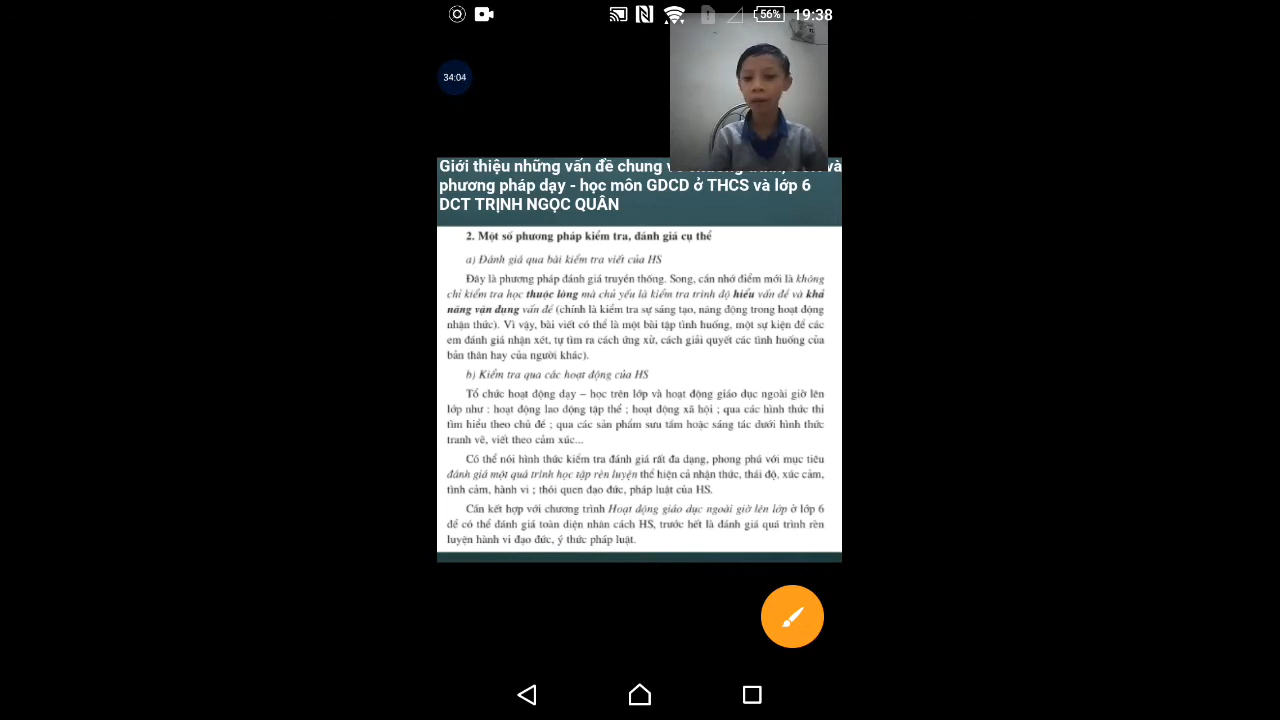 56%
19:38
34:04
Giới thiệu những vấn đề chung và
phương pháp dạy - học môn GDCD ở THCS và lớp 6
DCT TRỊNH NGỌC QUÂN
2. Một số phương pháp kiểm tra, đánh giá cụ thể
a) Đánh giá qua bài kiểm tra viết của HS
Đây là phương pháp đánh giá truyền thống. Song, cần nhớ điểm mới là không
chỉ kiểm tra học thuộc lòng mà chủ yếu là kiểm tra trình độ hiểu vấn đề và khả
năng vận dụng vấn đề (chính là kiểm tra sự sáng tạo, năng động trong hoạt động
nhận thức). Vì vậy, bài viết có thể là một bài tập tình huống, một sự kiện để các
em đánh giá nhận xét, tự tìm ra cách ứng xử, cách giải quyết các tình huống của
bản thân hay của người khác).
b) Kiểm tra qua các hoạt động của HS
Tổ chức hoạt động dạy – học trên lớp và hoạt động giáo dục ngoài giờ lên
lớp như : hoạt động lao động tập thể ; hoạt động xã hội ; qua các hình thức thi
tìm hiểu theo chủ đề ; qua các sản phẩm sưu tầm hoặc sáng tác dưới hình thức
tranh vẽ, viết theo cảm xúc...
Có thể nói hình thức kiểm tra đánh giá rất đa dạng, phong phú với mục tiêu
đánh giá một quá trình học tập rèn luyện thể hiện cả nhận thức, thái độ, xúc cảm,
tình cảm, hành vi ; thói quen đạo đức, pháp luật của HS.
Cần kết hợp với chương trình Hoạt động giáo dục ngoài giờ lên lớp ở lớp 6
để có thể đánh giá toàn diện nhân cách HS, trước hết là đánh giá quá trình rèn
luyện hành vi đạo đức, ý thức pháp luật.